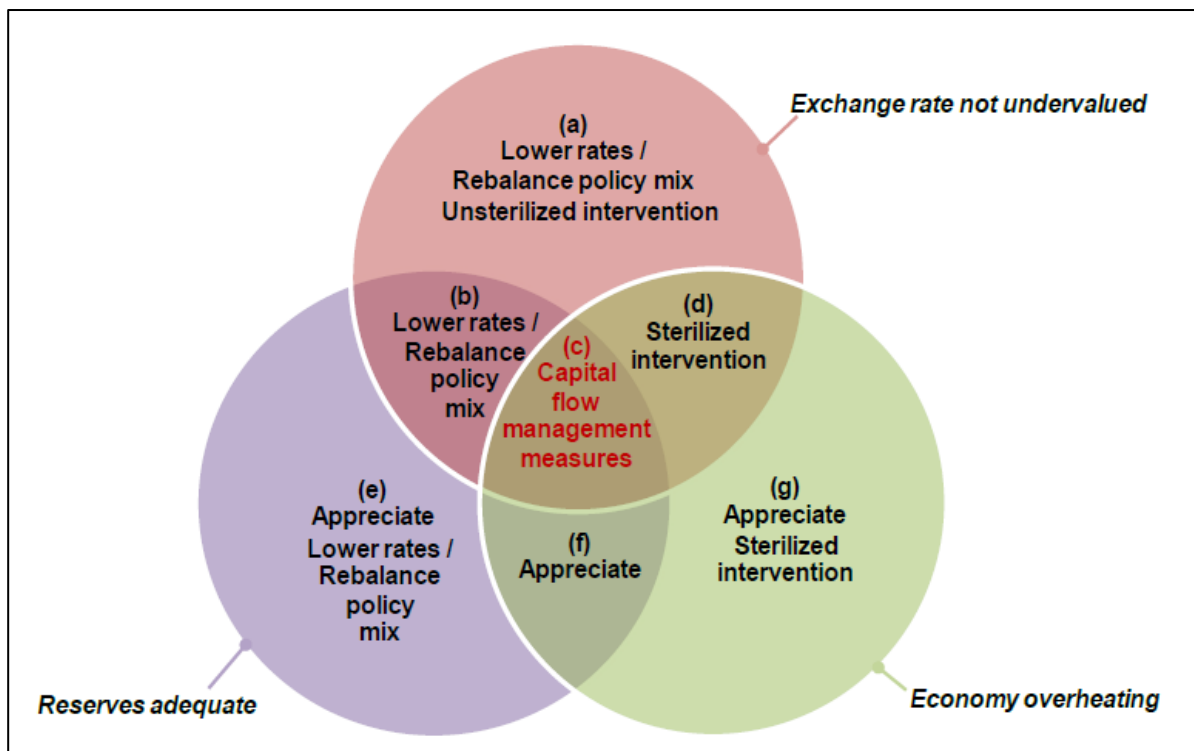 Exchange rate not undervalued
(a)
Lower rates /
Rebalance policy mix
Unsterilized intervention
(b)
Lower rates /
Rebalance
policy
mix
(c)
Capital
flow
management
measures
(d)
Sterilized
intervention
(e)
Appreciate
Lower rates /
Rebalance
policy
mix
(f)
Appreciate
(g)
Appreciate
Sterilized
intervention
Reserves adequate
Economy overheating